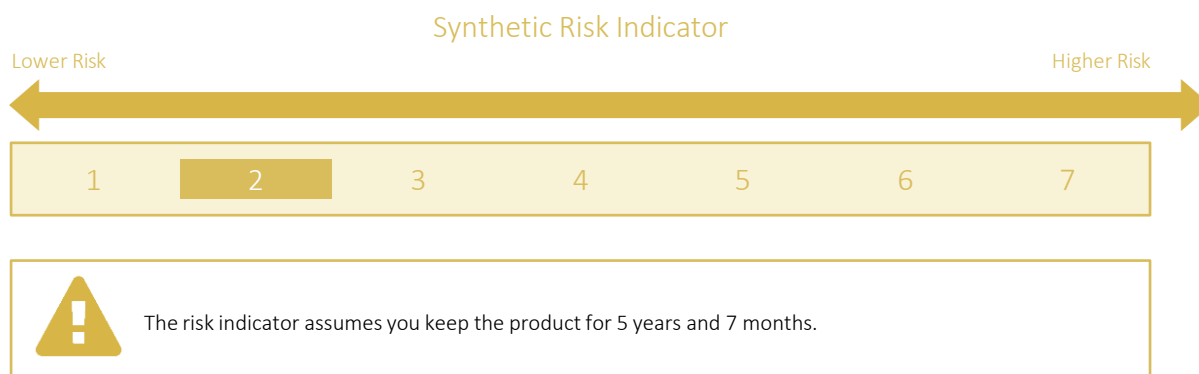 Synthetic Risk Indicator
Lower Risk Higher Risk
1 2 3 4 5 6 7
The risk indicator assumes you keep the product for 5 years and 7 months.